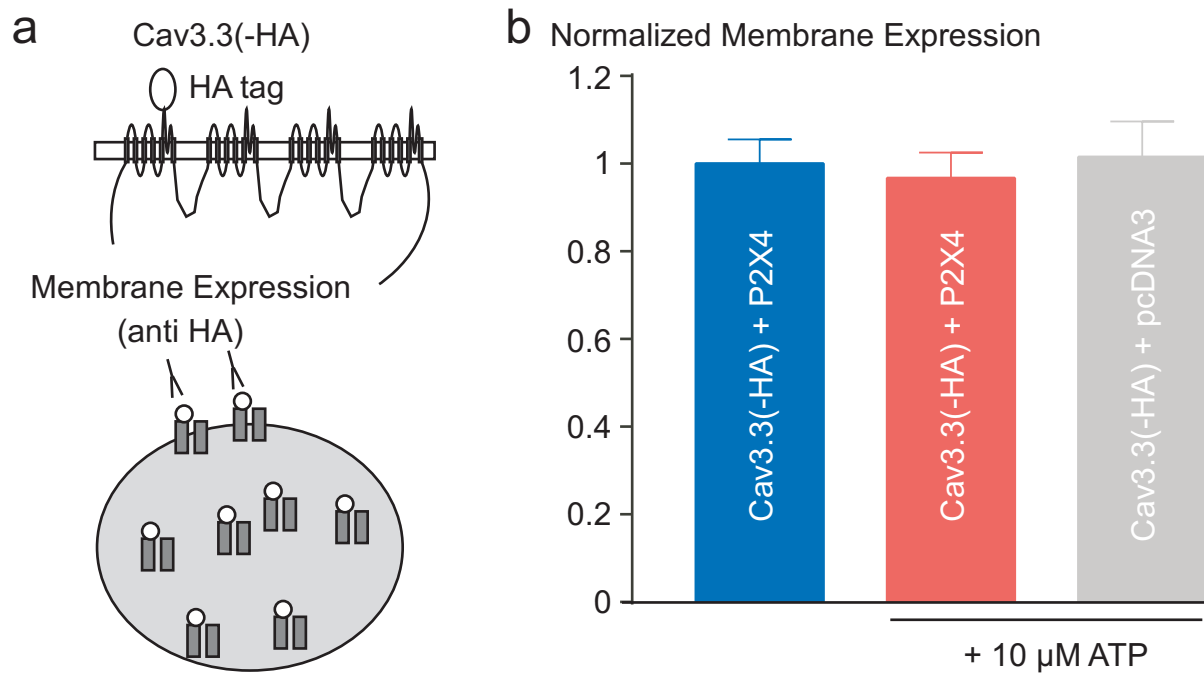 a
Cav3.3(-HA)
HA tag
Membrane Expression
(anti HA)
b
Normalized Membrane Expression
1.2
1
0.8
0.6
0.4
0.2
0
Cav3.3(-HA) + P2X4
Cav3.3(-HA) + P2X4
Cav3.3(-HA) + pcDNA3
+ 10 µM ATP